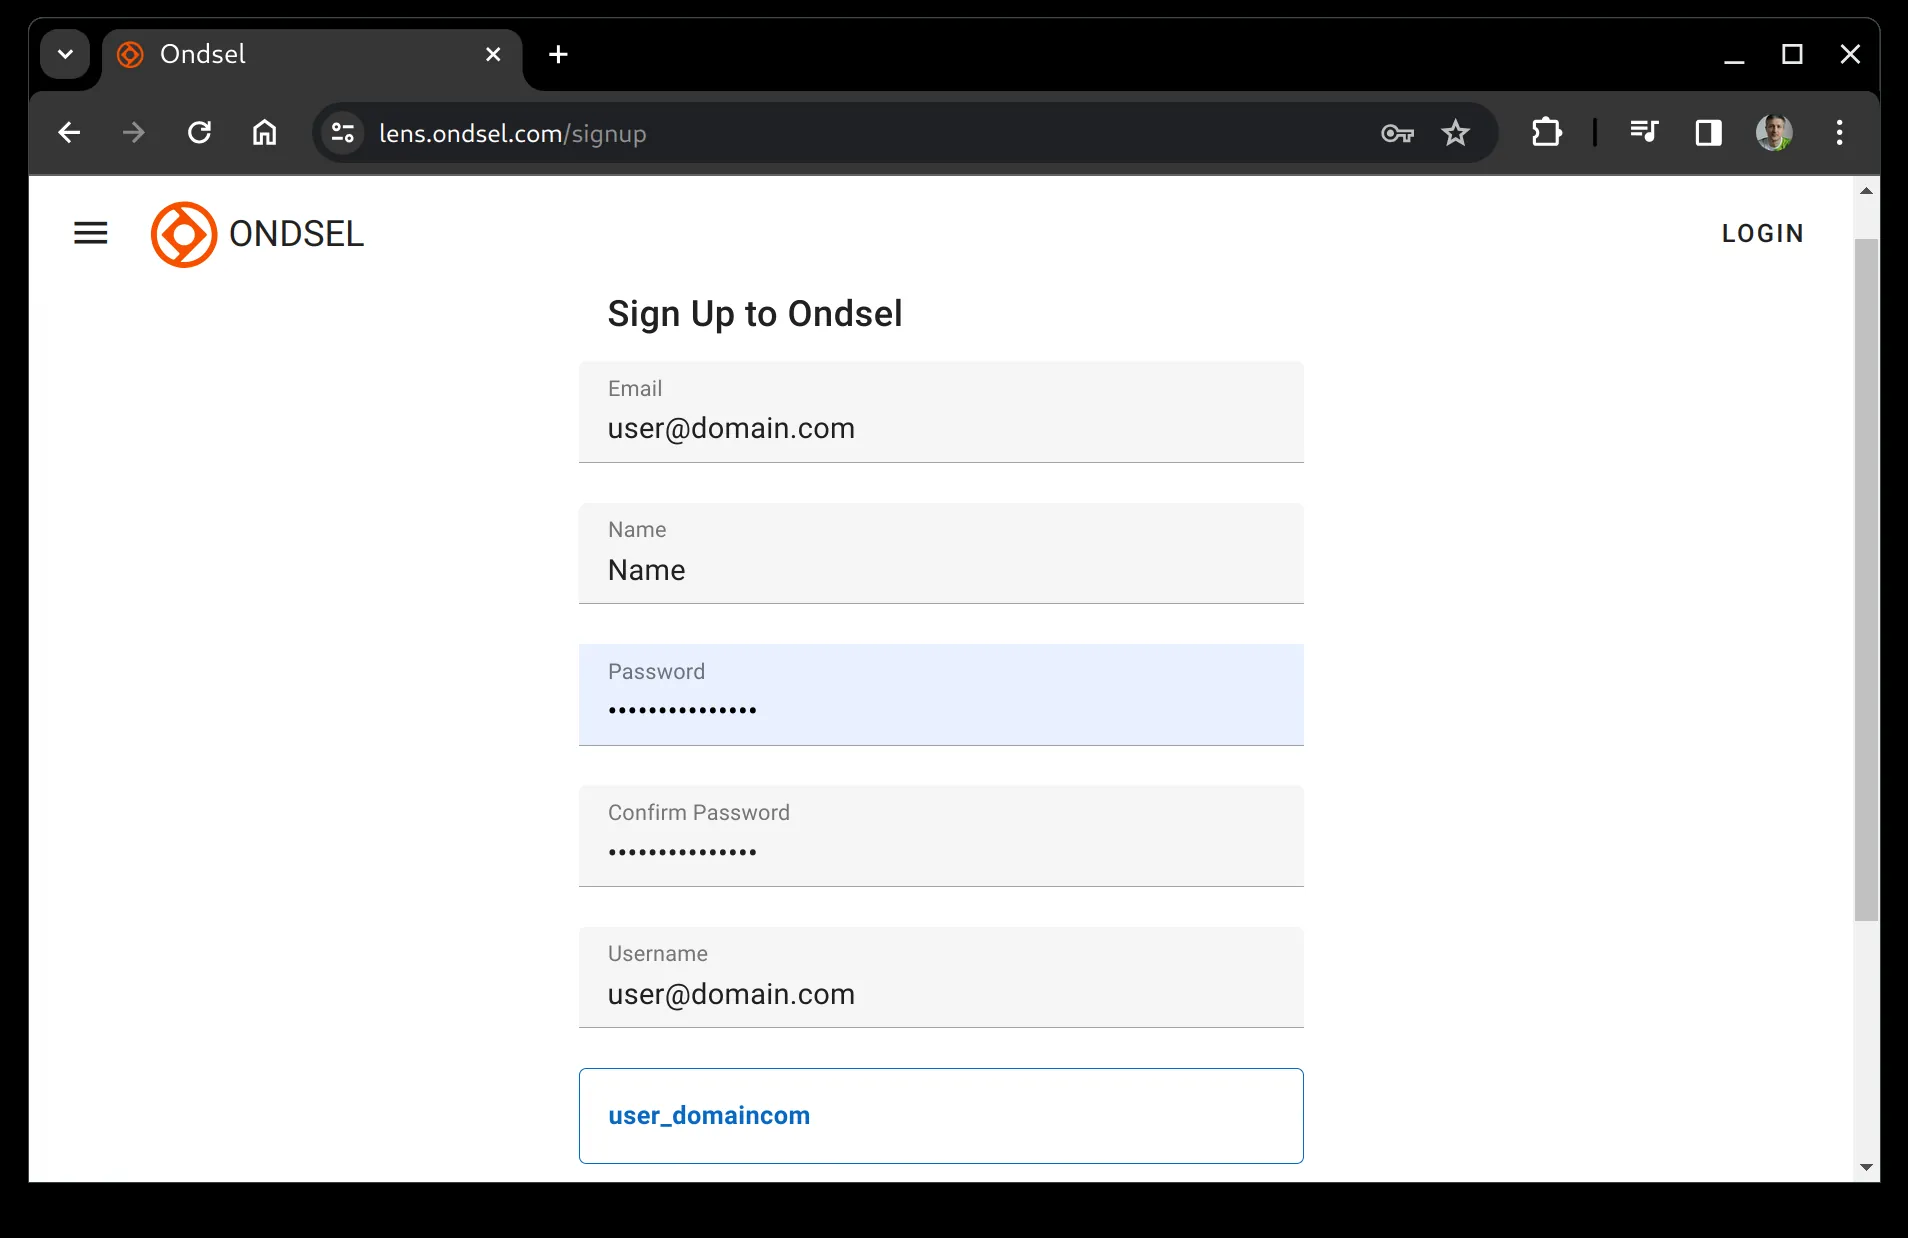 Ondsel
lens.ondsel.com/signup
ONDSEL
LOGIN
Sign Up to Ondsel
Email
user@domain.com
Name
Name
Password
•••••••••••••••
Confirm Password
•••••••••••••••
Username
user@domain.com
user_domaincom